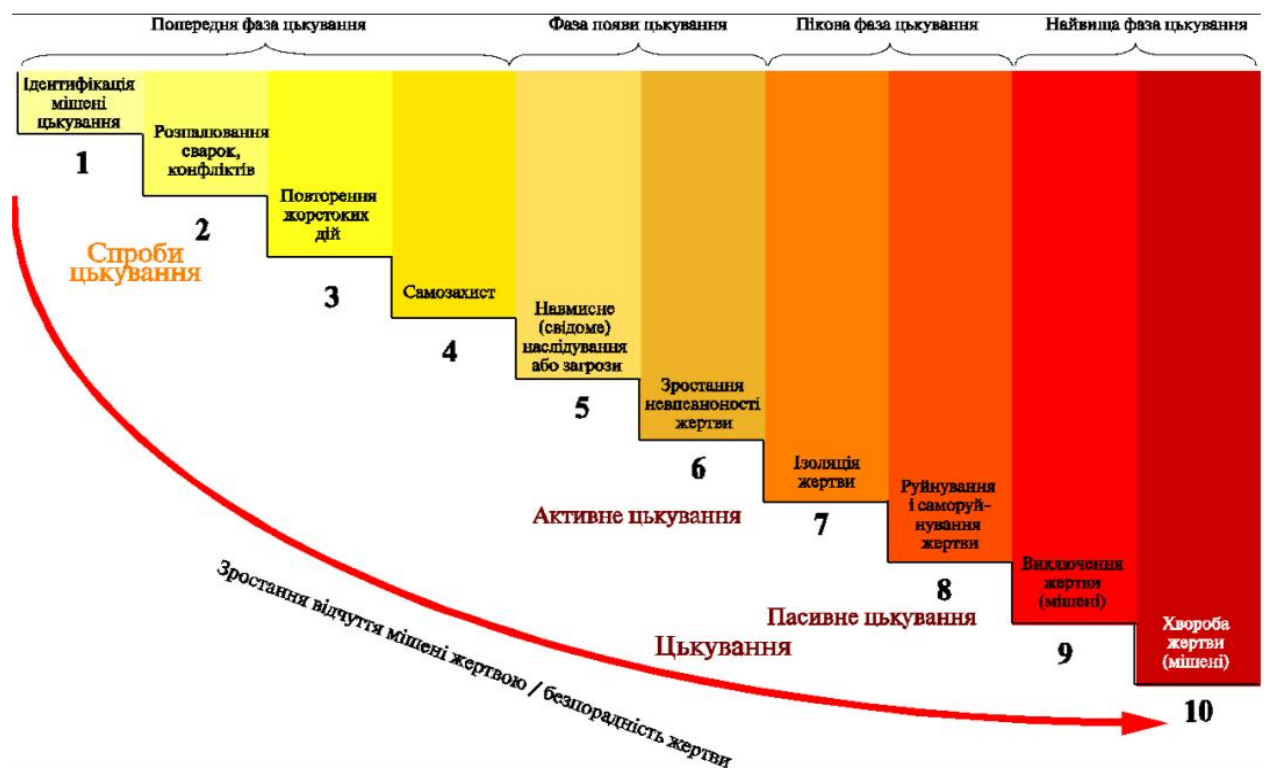 Попередня фаза цькування
Фаза появи цькування
Пікова фаза цькування
Найвища фаза цькування
Ідентифікація
мішені
цькування
1
Розпалювання
сварок,
конфліктів
2
Повторення
жорстоких
дій
3
Самозахист
4
Навмисне
(свідоме)
наслідування
або загрози
5
Зростання
невпевноності
жертви
6
Ізоляція
жертви
7
Руйнування
і саморуй-
нування
жертви
8
Виключення
жертви
(мішені)
9
Хвороба
жертви
(мішені)
10
Спроби
цькування
Активне цькування
Пасивне цькування
Цькування
Зростання відчуття мішені жертвою / безпорадність жертви